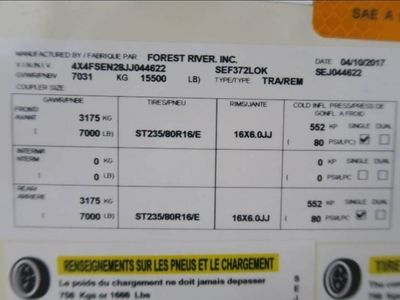 SAE A
MANUFACTURED BY / FABRIQUE PAR FOREST RIVER, INC.
V.I.N./N.I.V. 4X4FSEN28JJ044622 SEF372LOK DATE 04/10/2017
GVWR/PNBV 7031 KG 15500 LB) TYPE/TYPE TRA/REM SEJ044622
COUPLER SIZE:
GAWR/PNBE TIRES/PNEU RIMS/JANTE COLD INFL PRESS/PRESS DE GONFL A FROID
FRONT/AVANT 3175 KG 552 KP SINGLE DUAL
( 7000 LB) ST235/80R16/E 16X6.0JJ ( 80 PSI/LPC)
INTERM/INTERM 0 KG 0 KP SINGLE DUAL
( 0 LB) ( 0 PSI/LPC
REAR/ARRIERE 3175 KG 552 KP SINGLE DUAL
( 7000 LB) ST235/80R16/E 16X6.0JJ ( 80 PSI/LPC
RENSEIGNEMENTS SUR LES PNEUS ET LE CHARGEMENT
TIRE
Le poids du chargement ne doit jamais depasser
756 Kgs or 1666 Lbs
S
E
J